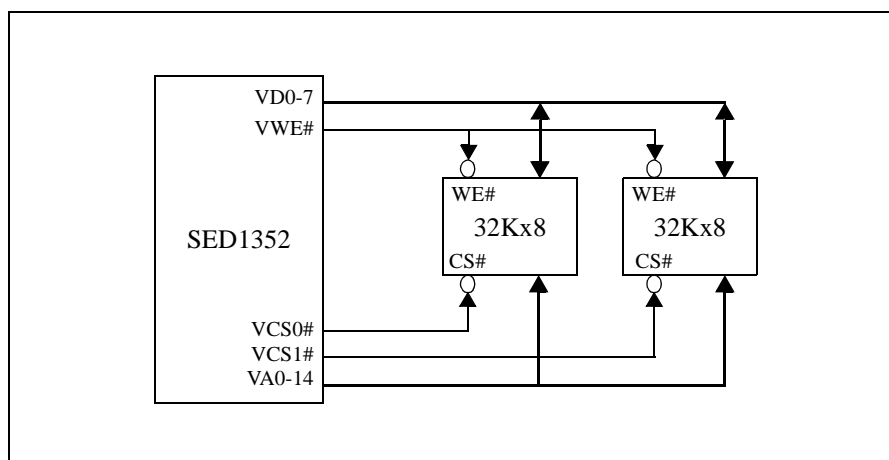 VD0-7
VWE#
SED1352
VCS0#
VCS1#
VA0-14
WE#
32Kx8
CS#
WE#
32Kx8
CS#